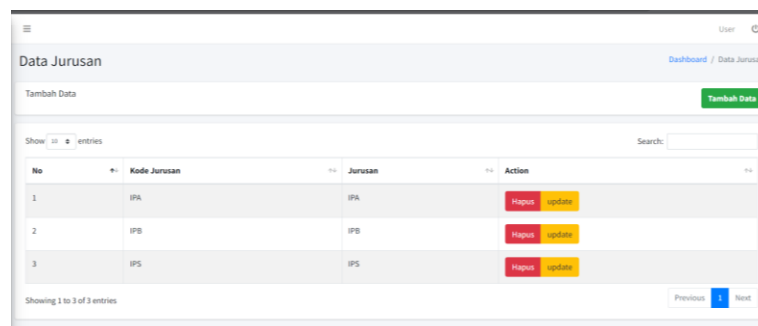 User
Data Jurusan
Dashboard / Data Jurusa
Tambah Data
Tambah Data
Show 10 entries
Search:
No Kode Jurusan Jurusan Action
1 IPA IPA Hapus update
2 IPB IPB Hapus update
3 IPS IPS Hapus update
Showing 1 to 3 of 3 entries
Previous 1 Next